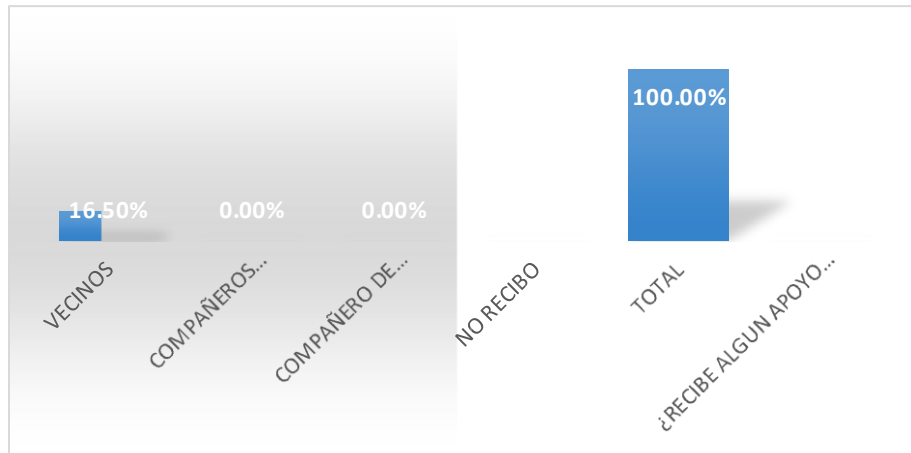 16.50%
0.00%
0.00%
100.00%
VECINOS
COMPAÑEROS...
COMPAÑERO DE...
NO RECIBO
TOTAL
¿RECIBE ALGUN APOYO...